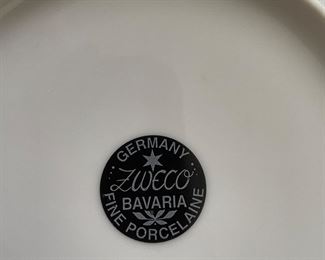 GERMANY
ZWECO
BAVARIA
FINE PORCELAINE